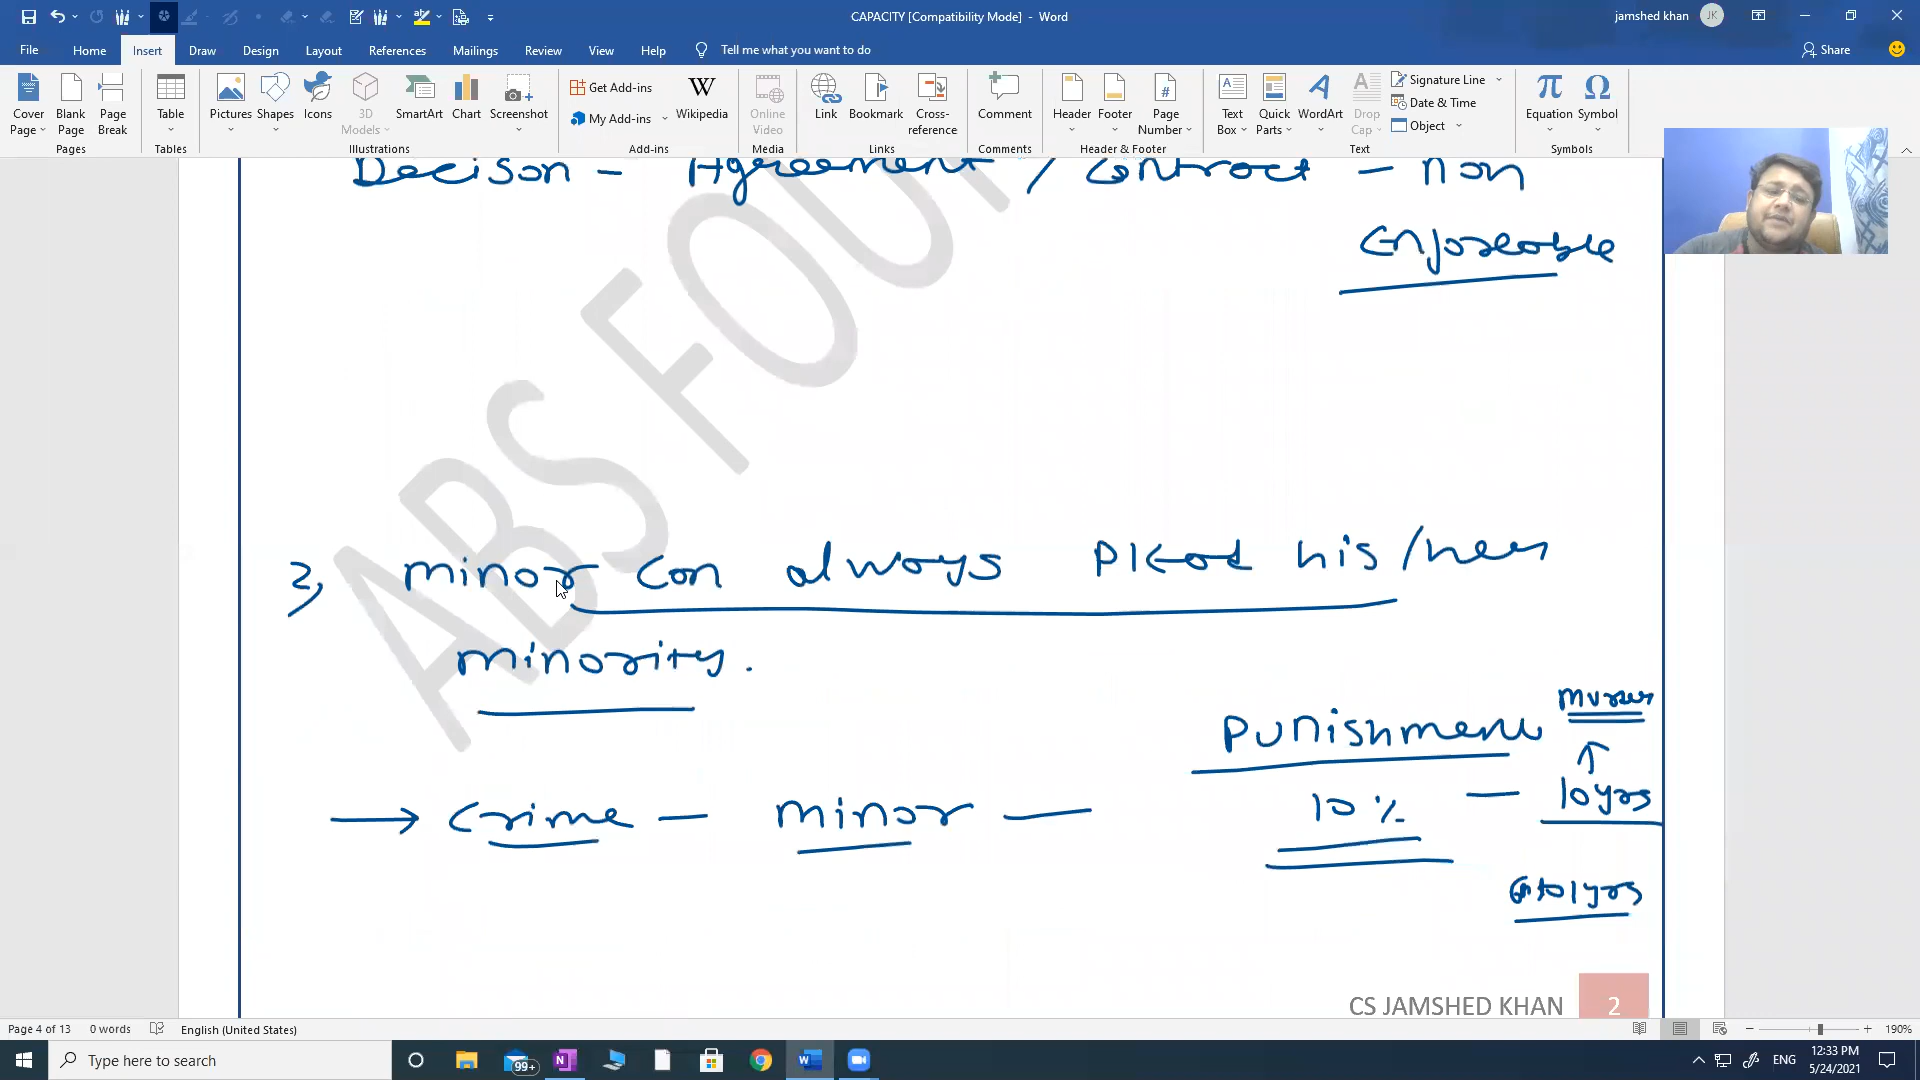 CAPACITY [Compatibility Mode] - Word
jamshed khan
JK
File Home Insert Draw Design Layout References Mailings Review View Help Tell me what you want to do
Share
Cover Page
Blank Page
Page Break
Table
Pictures
Shapes
Icons
3D Models
SmartArt
Chart
Screenshot
Get Add-ins
My Add-ins
Wikipedia
Online Video
Link
Bookmark
Cross-reference
Comment
Header
Footer
Page Number
Text Box
Quick Parts
WordArt
Drop Cap
Signature Line
Date & Time
Object
Equation
Symbol
Pages Tables Illustrations Add-ins Media Links Comments Header & Footer Text Symbols
Decison - Agreement / Contract - non
ABS FOU
2, minor can always plead his/her
minority.
Punishment
10yrs
→ Crime - minor -
10%
CS JAMSHED KHAN 2
Page 4 of 13 0 words English (United States) 190%
Type here to search
99+
ENG
12:33 PM
5/24/2021